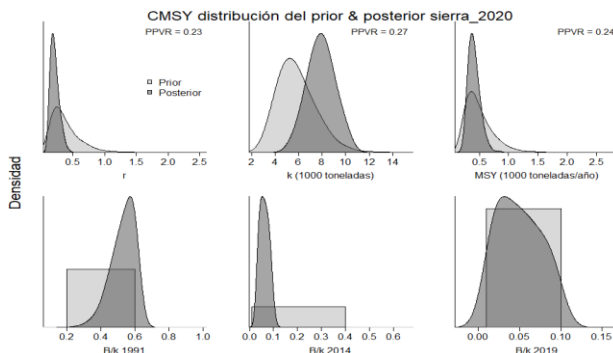 CMSY distribución del prior & posterior sierra_2020
PPVR = 0.23
PPVR = 0.27
PPVR = 0.24
Prior
Posterior
0.5 1.0 1.5 2.0 2.5
r
2 4 6 8 10 12 14
k (1000 toneladas)
0.0 0.5 1.0 1.5 2.0 2.5
MSY (1000 toneladas/año)
Densidad
0.2 0.4 0.6 0.8 1.0
B/k 1991
0.0 0.1 0.2 0.3 0.4 0.5 0.6
B/k 2014
0.00 0.05 0.10 0.15
B/k 2019